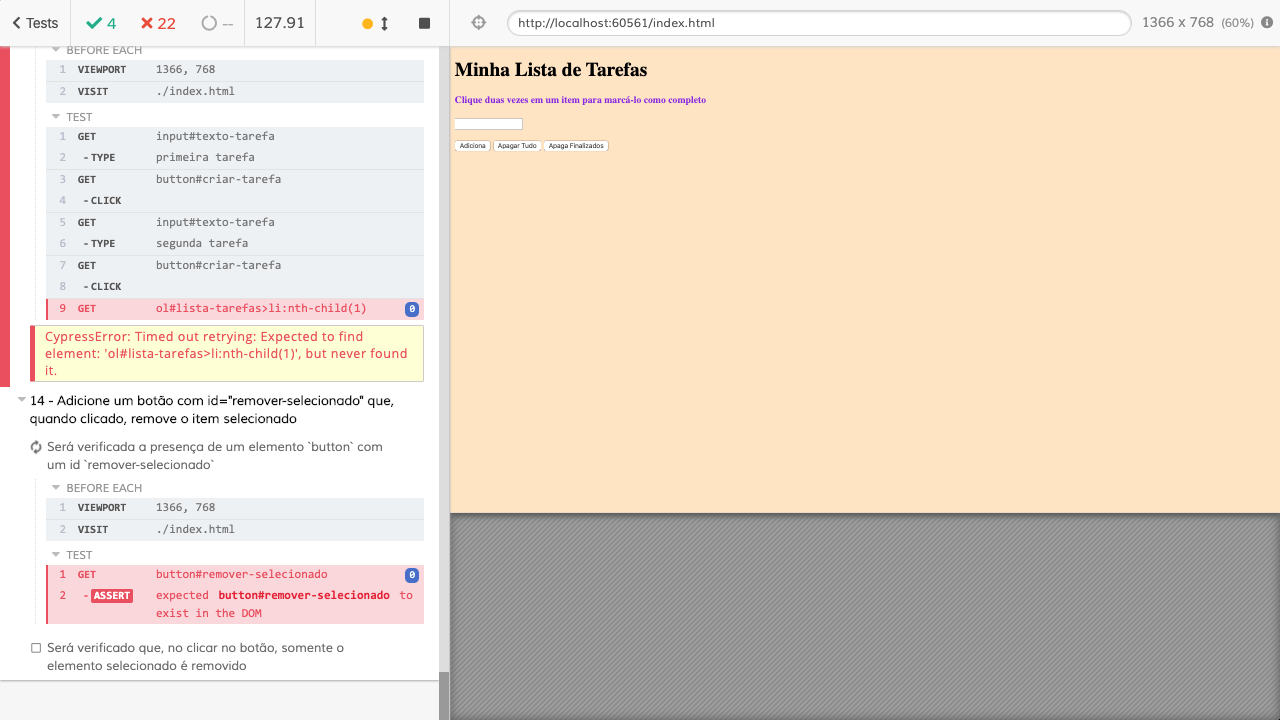 Tests 4 22 -- 127.91
http://localhost:60561/index.html 1366 x 768 (60%)
BEFORE EACH
1 VIEWPORT 1366, 768
2 VISIT ./index.html
TEST
1 GET input#texto-tarefa
2 - TYPE primeira tarefa
3 GET button#criar-tarefa
4 - CLICK
5 GET input#texto-tarefa
6 - TYPE segunda tarefa
7 GET button#criar-tarefa
8 - CLICK
9 GET ol#lista-tarefas>li:nth-child(1) 0
CypressError: Timed out retrying: Expected to find
element: 'ol#lista-tarefas>li:nth-child(1)', but never found
it.
14 - Adicione um botão com id="remover-selecionado" que,
quando clicado, remove o item selecionado
Será verificada a presença de um elemento `button` com
um id `remover-selecionado`
BEFORE EACH
1 VIEWPORT 1366, 768
2 VISIT ./index.html
TEST
1 GET button#remover-selecionado 0
2 - ASSERT expected button#remover-selecionado to
exist in the DOM
Será verificado que, no clicar no botão, somente o
elemento selecionado é removido
Minha Lista de Tarefas
Clique duas vezes em um item para marcá-lo como completo
Adiciona Apagar Tudo Apaga Finalizados